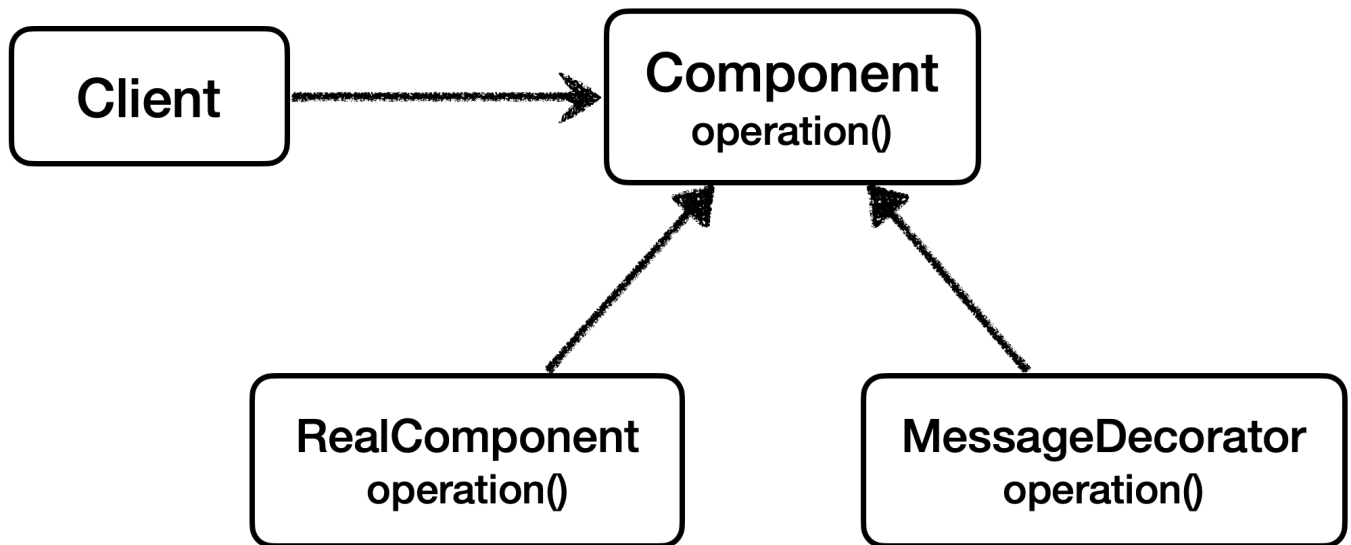 Client
Component
operation()
RealComponent
operation()
MessageDecorator
operation()